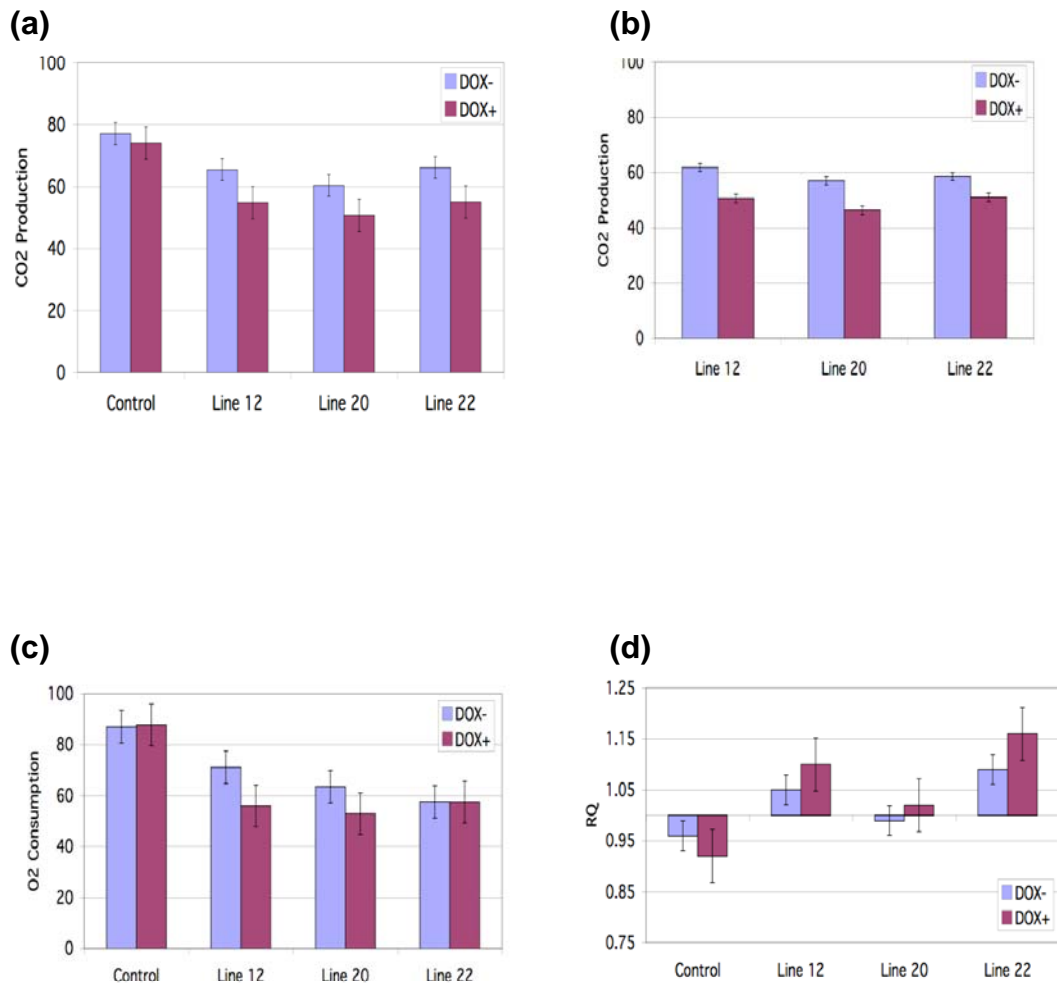 (a)
100
80
60
40
20
0
CO2 Production
DOX-
DOX+
Control Line 12 Line 20 Line 22
(b)
100
80
60
40
20
0
CO2 Production
DOX-
DOX+
Line 12 Line 20 Line 22
(c)
100
80
60
40
20
0
O2 Consumption
DOX-
DOX+
Control Line 12 Line 20 Line 22
(d)
1.25
1.15
1.05
0.95
0.85
0.75
RQ
DOX-
DOX+
Control Line 12 Line 20 Line 22